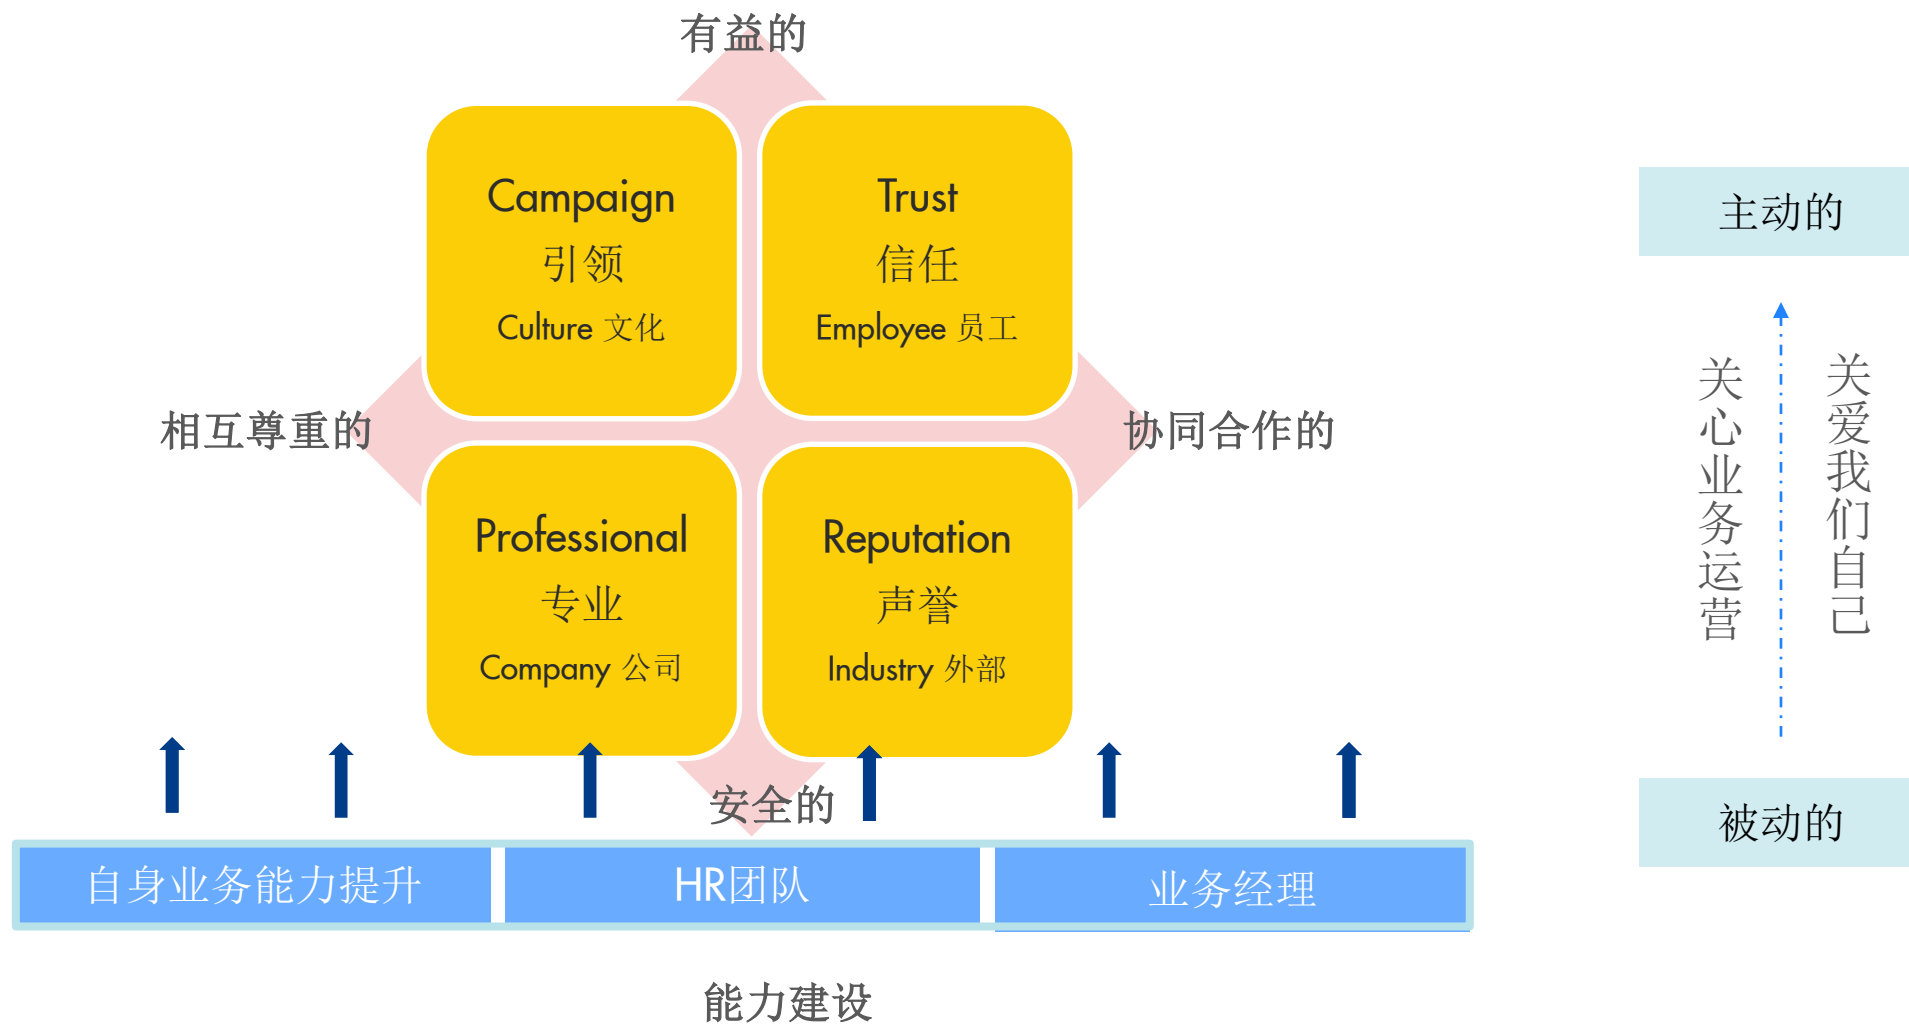 有益的
Campaign
引领
Culture 文化
Trust
信任
Employee 员工
相互尊重的
协同合作的
Professional
专业
Company 公司
Reputation
声誉
Industry 外部
安全的
自身业务能力提升
HR团队
业务经理
能力建设
主动的
关心业务运营
关爱我们自己
被动的